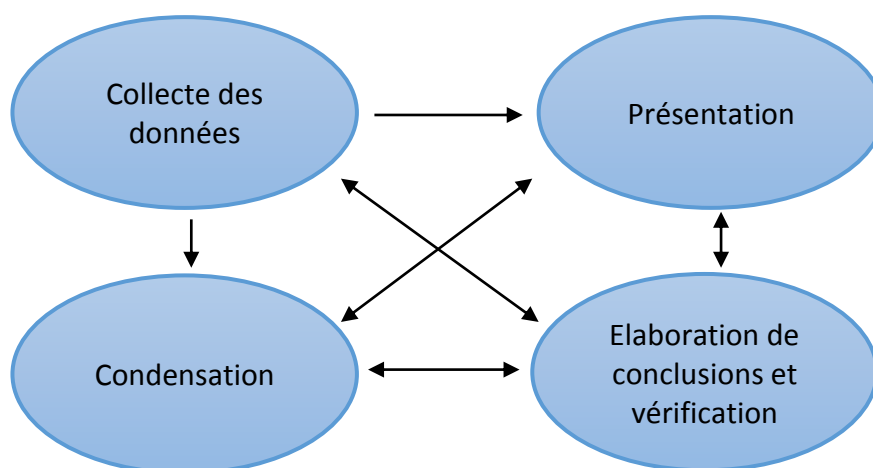 Collecte des
données
Présentation
Condensation
Elaboration de
conclusions et
vérification